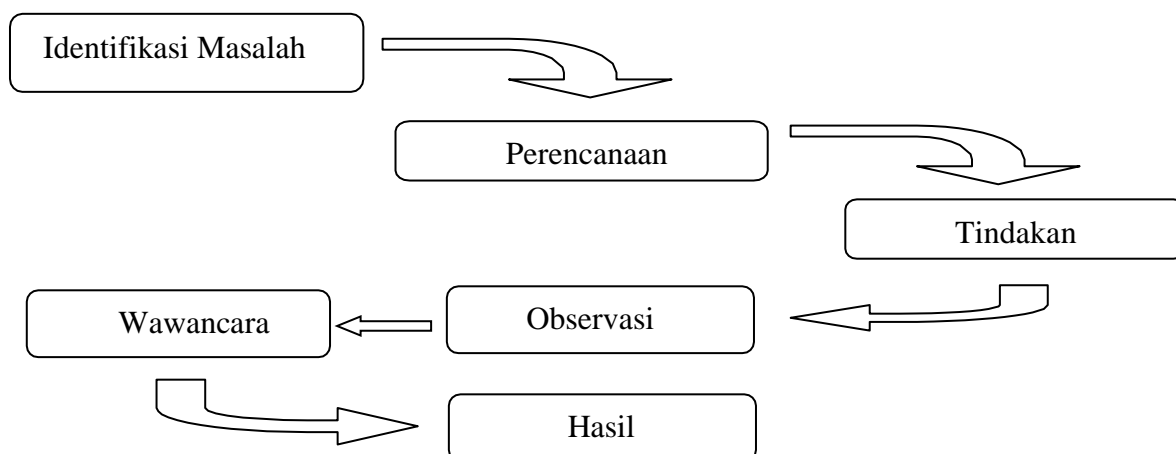 Identifikasi Masalah
Perencanaan
Tindakan
Observasi
Wawancara
Hasil